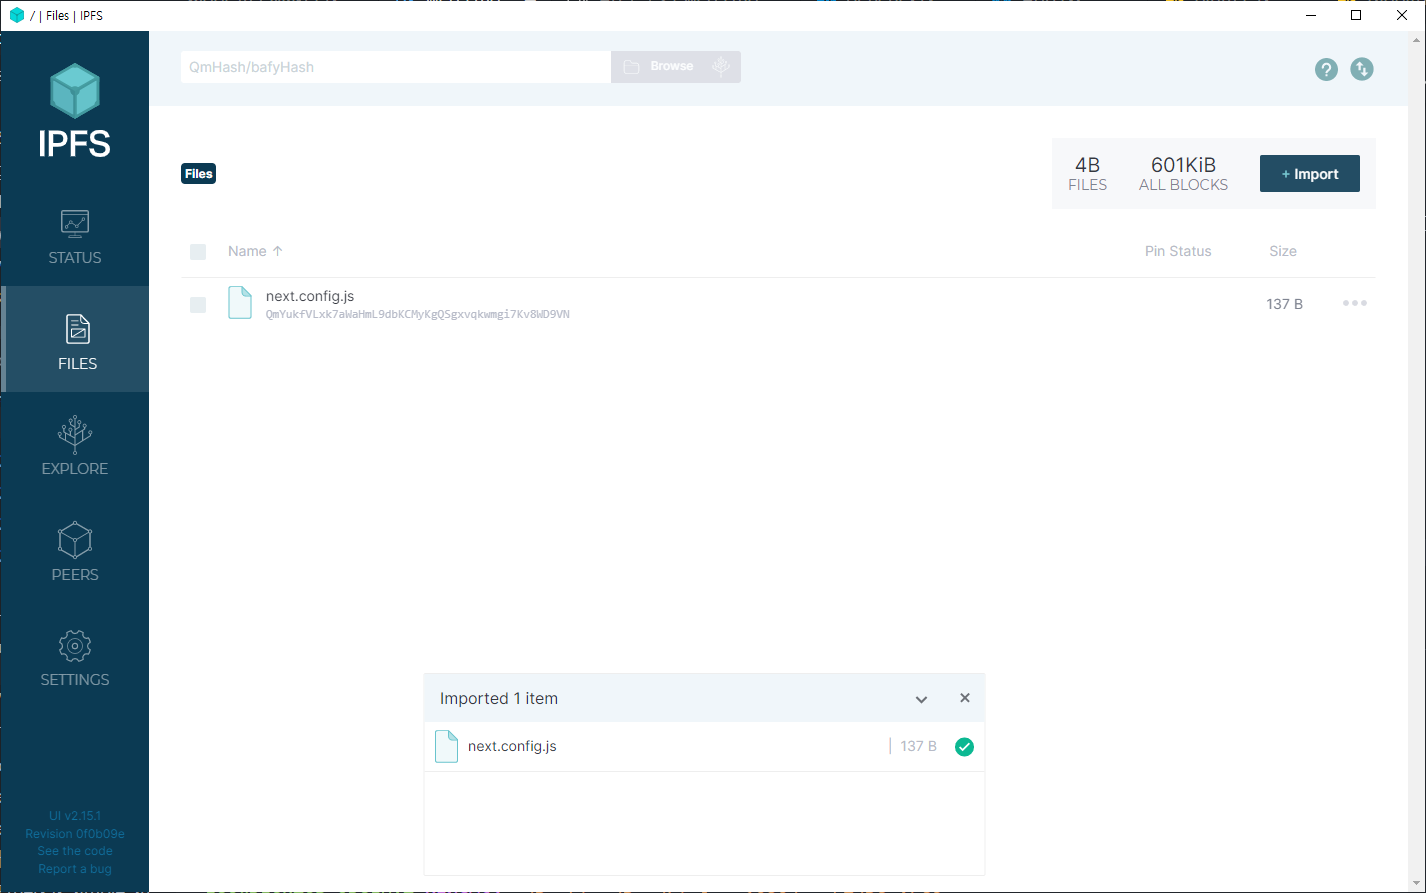 / | Files | IPFS
IPFS
STATUS
FILES
EXPLORE
PEERS
SETTINGS
UI v2.15.1
Revision 0f0b09e
See the code
Report a bug
QmHash/bafyHash
Browse
?
Files
4B
FILES
601KiB
ALL BLOCKS
+ Import
Name ↑
Pin Status
Size
next.config.js
QmYukfVLxk7aWaHmL9dbKCMyKgQSgxvqkwmgi7Kv8WD9VN
137 B
Imported 1 item
next.config.js
137 B